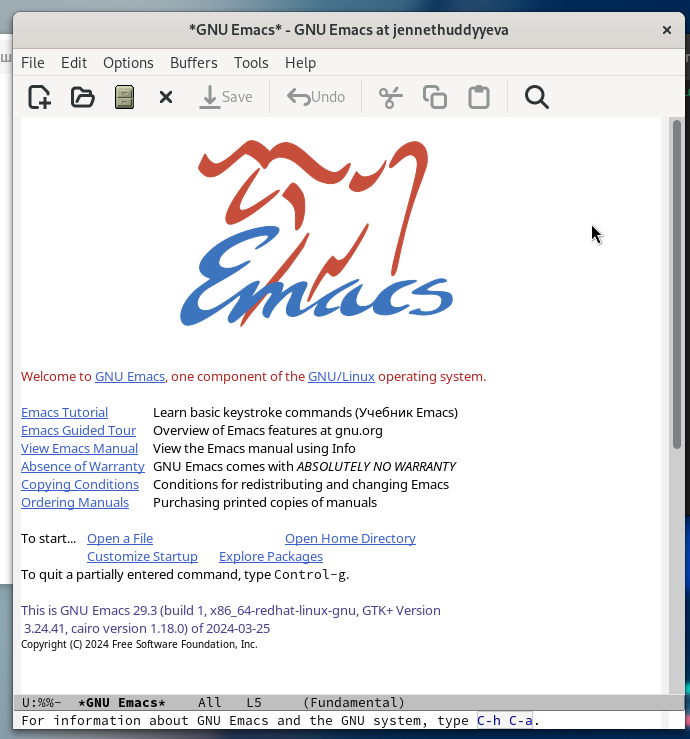 *GNU Emacs* - GNU Emacs at jennethuddyyeva
File Edit Options Buffers Tools Help
Save Undo
Emacs
Welcome to GNU Emacs, one component of the GNU/Linux operating system.
Emacs Tutorial Learn basic keystroke commands (Учебник Emacs)
Emacs Guided Tour Overview of Emacs features at gnu.org
View Emacs Manual View the Emacs manual using Info
Absence of Warranty GNU Emacs comes with ABSOLUTELY NO WARRANTY
Copying Conditions Conditions for redistributing and changing Emacs
Ordering Manuals Purchasing printed copies of manuals
To start... Open a File Open Home Directory
Customize Startup Explore Packages
To quit a partially entered command, type Control-g.
This is GNU Emacs 29.3 (build 1, x86_64-redhat-linux-gnu, GTK+ Version
3.24.41, cairo version 1.18.0) of 2024-03-25
Copyright (C) 2024 Free Software Foundation, Inc.
U:%%- *GNU Emacs* All L5 (Fundamental)
For information about GNU Emacs and the GNU system, type C-h C-a.